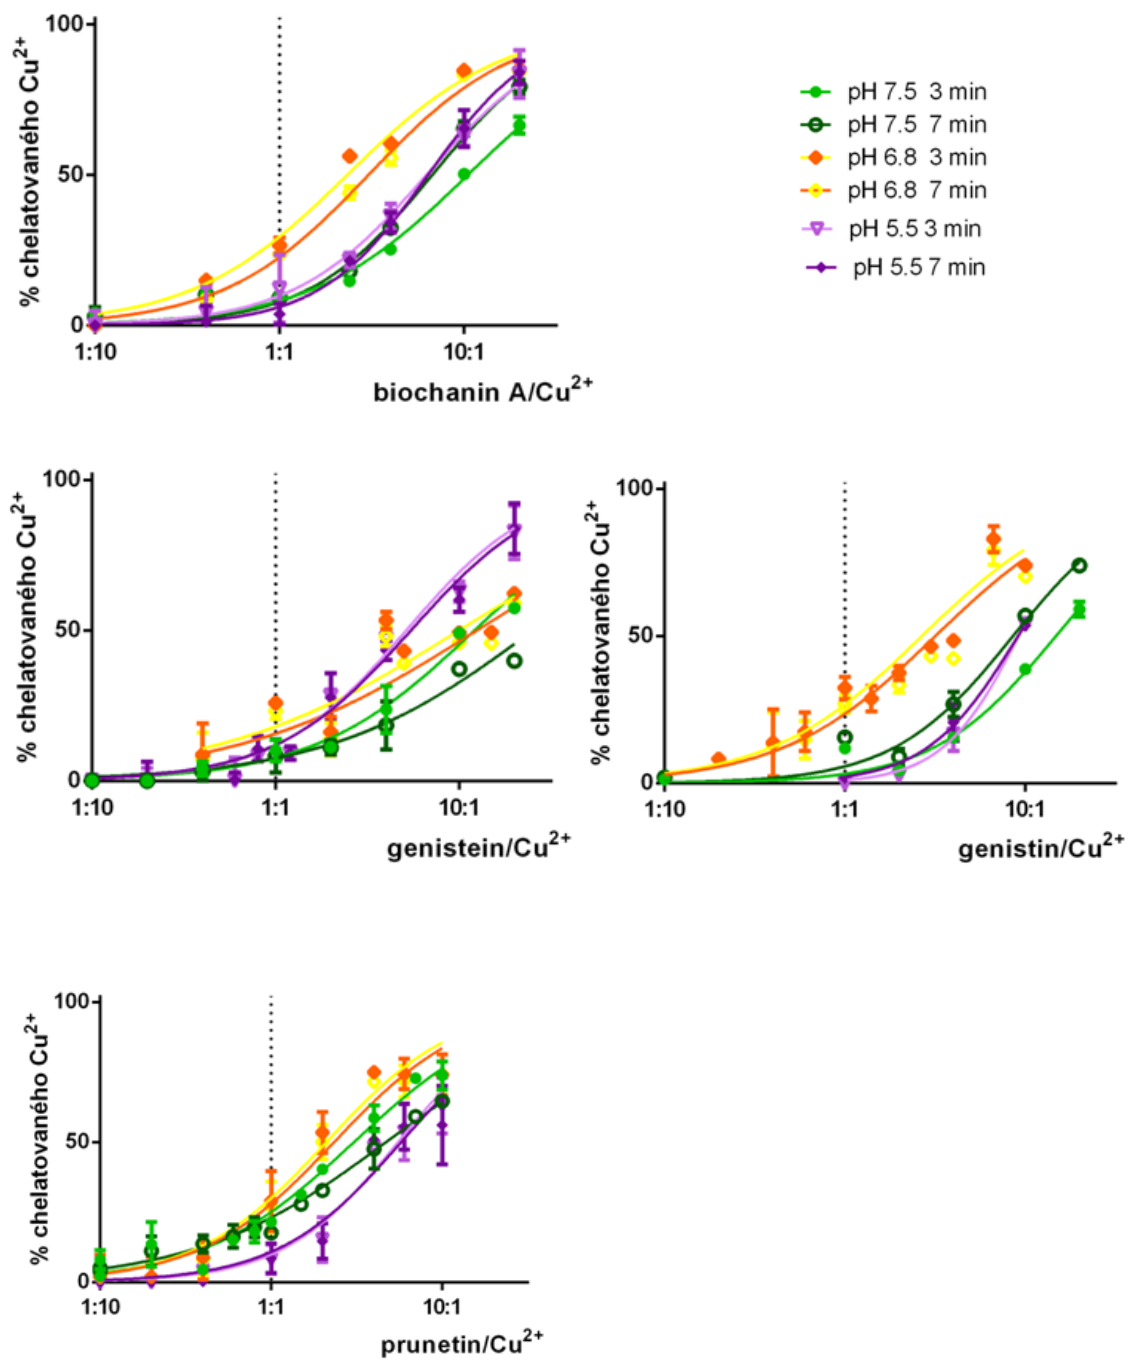 % chelatovaného Cu2+
100
50
0
1:10 1:1 10:1
biochanin A/Cu2+
pH 7.5 3 min
pH 7.5 7 min
pH 6.8 3 min
pH 6.8 7 min
pH 5.5 3 min
pH 5.5 7 min
% chelatovaného Cu2+
100
50
0
1:10 1:1 10:1
genistein/Cu2+
% chelatovaného Cu2+
100
50
0
1:10 1:1 10:1
genistin/Cu2+
% chelatovaného Cu2+
100
50
0
1:10 1:1 10:1
prunetin/Cu2+